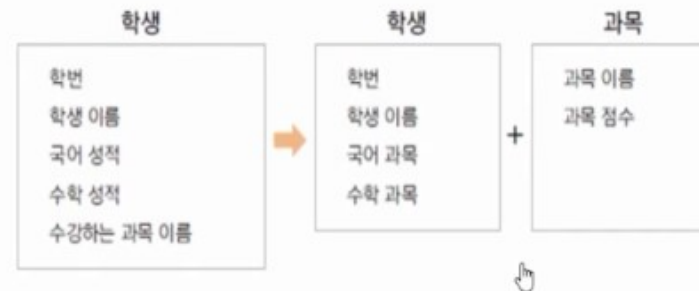 학생
학번
학생 이름
국어 성적
수학 성적
수강하는 과목 이름
학생
학번
학생 이름
국어 과목
수학 과목
+
과목
과목 이름
과목 점수